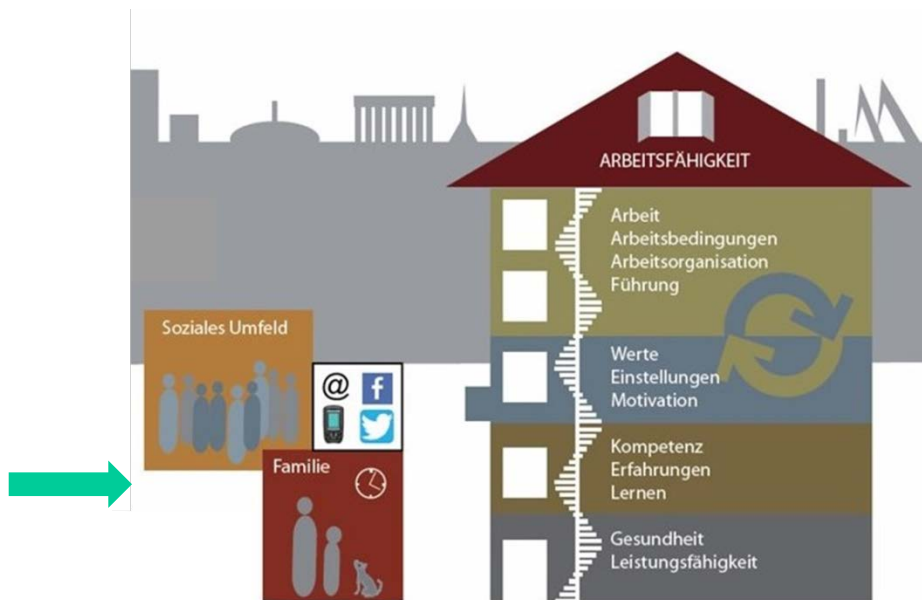 ARBEITSFÄHIGKEIT
Arbeit
Arbeitsbedingungen
Arbeitsorganisation
Führung
Werte
Einstellungen
Motivation
Kompetenz
Erfahrungen
Lernen
Gesundheit
Leistungsfähigkeit
Soziales Umfeld
@
f
Familie